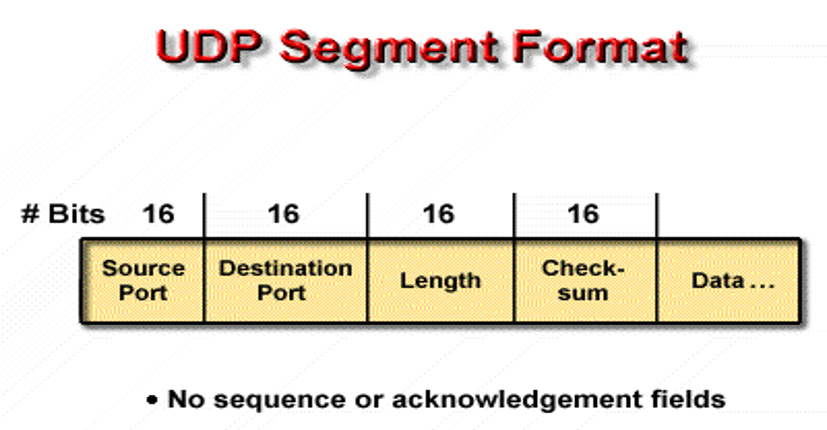 UDP Segment Format
# Bits 16 16 16 16
Source Destination Length Check- Data ...
Port Port sum
• No sequence or acknowledgement fields